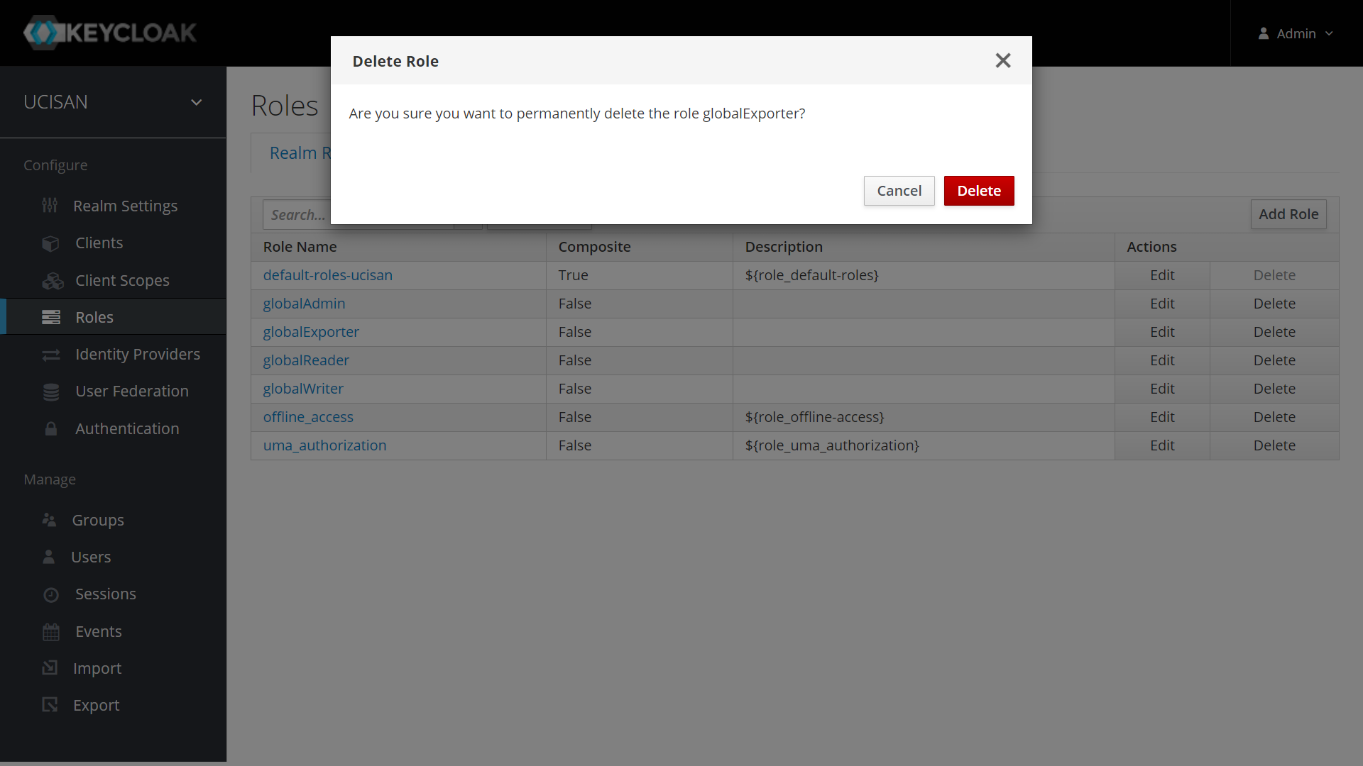 KEYCLOAK
Admin
Delete Role
Are you sure you want to permanently delete the role globalExporter?
Cancel Delete
UCISAN
Configure
Realm Settings
Clients
Client Scopes
Roles
Identity Providers
User Federation
Authentication
Manage
Groups
Users
Sessions
Events
Import
Export
Roles
Realm R
Search... Add Role
Role Name Composite Description Actions
default-roles-ucisan True ${role_default-roles} Edit Delete
globalAdmin False Edit Delete
globalExporter False Edit Delete
globalReader False Edit Delete
globalWriter False Edit Delete
offline_access False ${role_offline-access} Edit Delete
uma_authorization False ${role_uma_authorization} Edit Delete